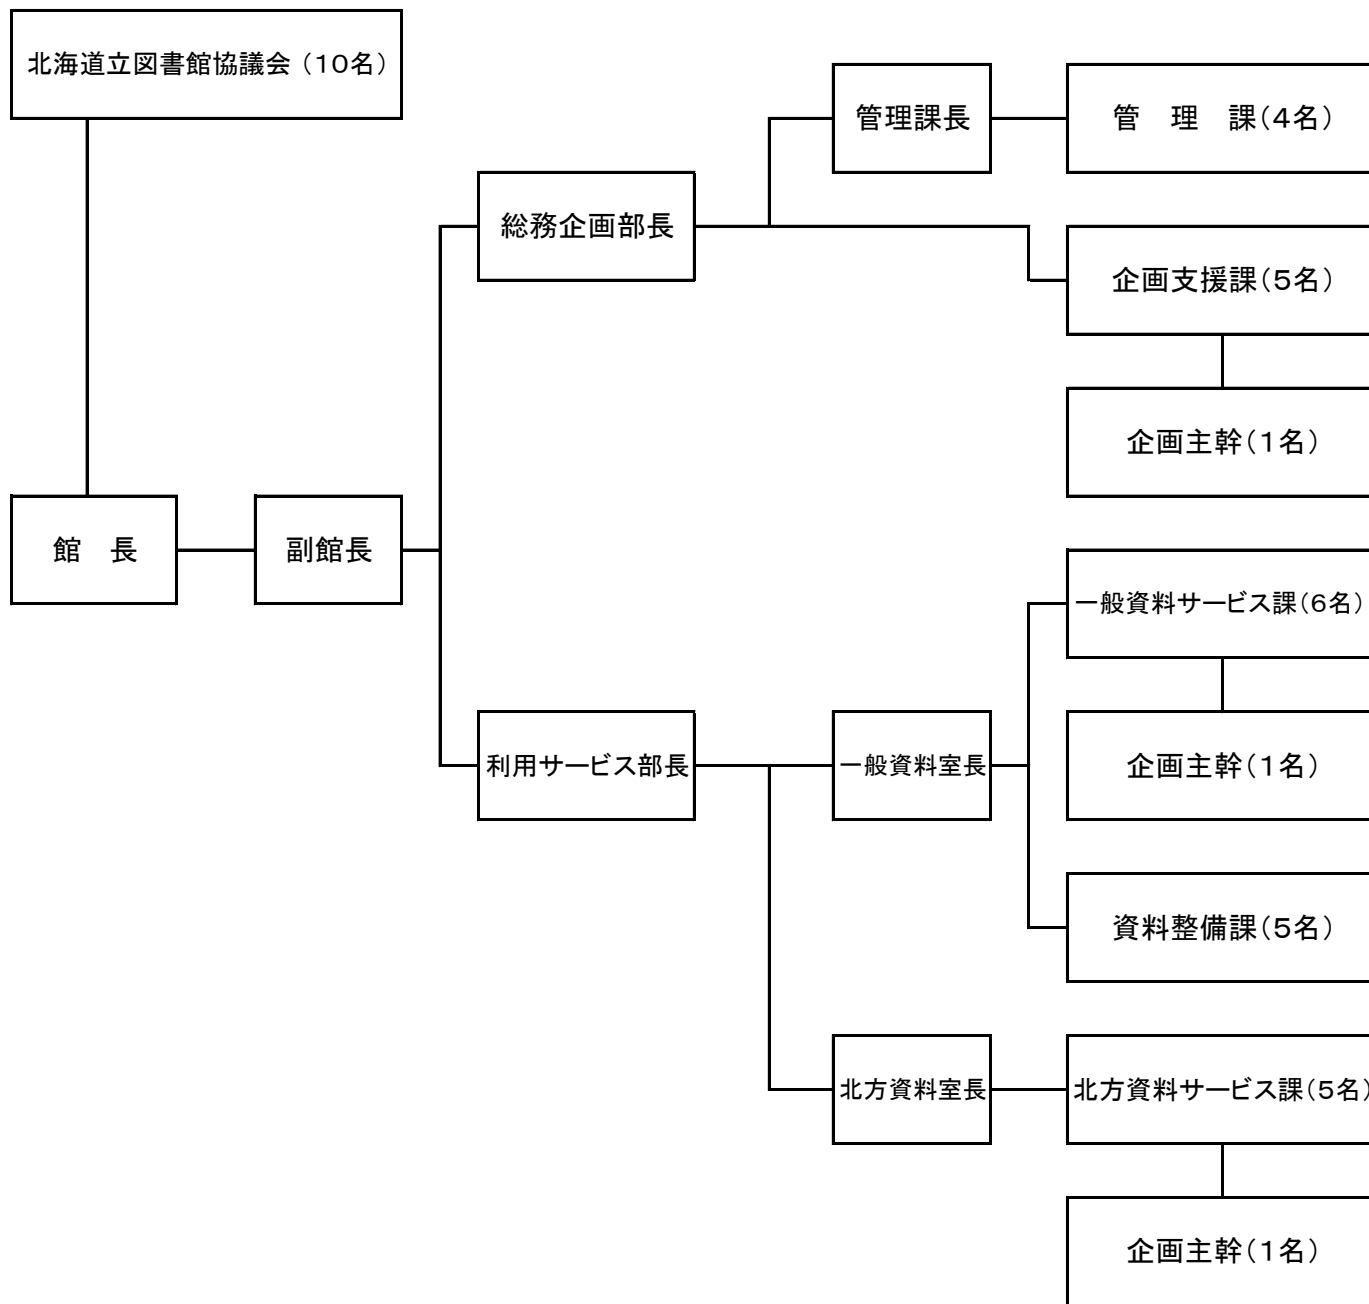 北海道立図書館協議会（10名）
管理課長
管　理　課（4名）
総務企画部長
企画支援課（5名）
企画主幹（1名）
館　長
副館長
一般資料サービス課（6名）
利用サービス部長
一般資料室長
企画主幹（1名）
資料整備課（5名）
北方資料室長
北方資料サービス課（5名）
企画主幹（1名）